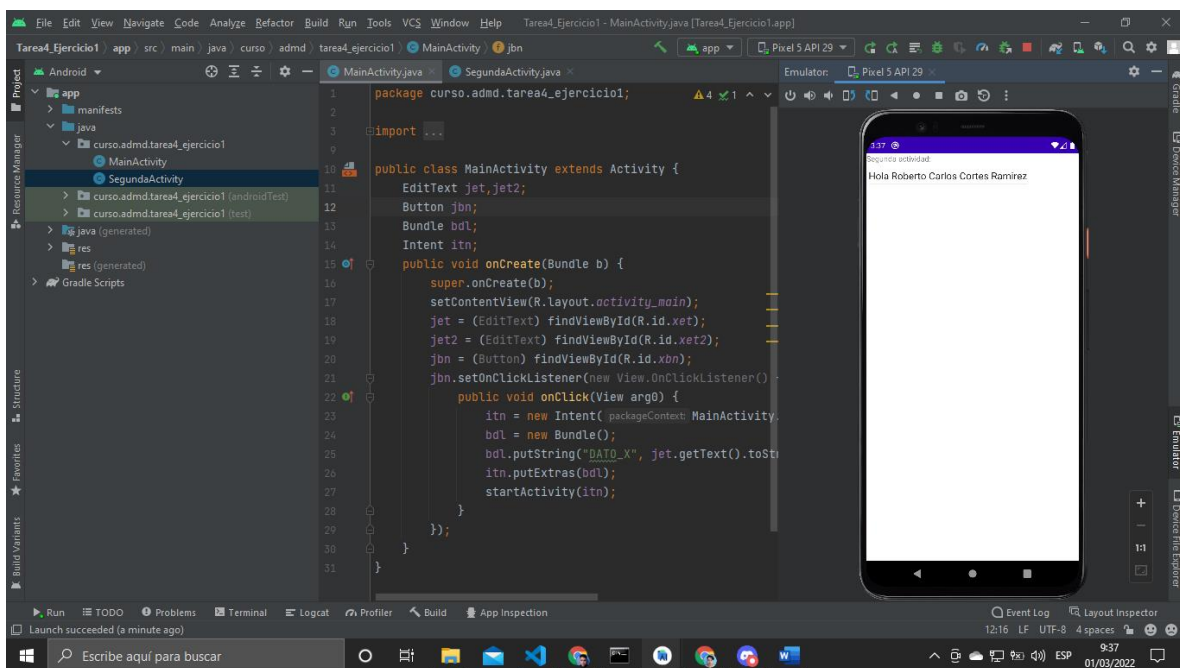 File Edit View Navigate Code Analyze Refactor Build Run Tools VCS Window Help Tarea4_Ejercicio1 - MainActivity.java [Tarea4_Ejercicio1.app]
Tarea4_Ejercicio1 app src main java curso admd tarea4_ejercicio1 MainActivity jbn app Pixel 5 API 29
Project
Resource Manager
Structure
Favorites
Build Variants
Android
app
manifests
java
curso.admd.tarea4_ejercicio1
MainActivity
SegundaActivity
curso.admd.tarea4_ejercicio1 (androidTest)
curso.admd.tarea4_ejercicio1 (test)
java (generated)
res
res (generated)
Gradle Scripts
MainActivity.java SegundaActivity.java
4 1
1 package curso.admd.tarea4_ejercicio1;
2
3 import ...
9
10 public class MainActivity extends Activity {
11 EditText jet,jet2;
12 Button jbn;
13 Bundle bdl;
14 Intent itn;
15 public void onCreate(Bundle b) {
16 super.onCreate(b);
17 setContentView(R.layout.activity_main);
18 jet = (EditText) findViewById(R.id.xet);
19 jet2 = (EditText) findViewById(R.id.xet2);
20 jbn = (Button) findViewById(R.id.xbn);
21 jbn.setOnClickListener(new View.OnClickListener()
22 public void onClick(View arg0) {
23 itn = new Intent( packageContext: MainActivity.
24 bdl = new Bundle();
25 bdl.putString("DATO_X", jet.getText().toStr
26 itn.putExtras(bdl);
27 startActivity(itn);
28 }
29 });
30 }
31 }
Emulator: Pixel 5 API 29
3:37
Segunda actividad:
Hola Roberto Carlos Cortes Ramirez
1:1
Gradle
Device Manager
Emulator
Device File Explorer
Run TODO Problems Terminal Logcat Profiler Build App Inspection Event Log Layout Inspector
Launch succeeded (a minute ago) 12:16 LF UTF-8 4 spaces
Escribe aquí para buscar ESP 9:37
01/03/2022